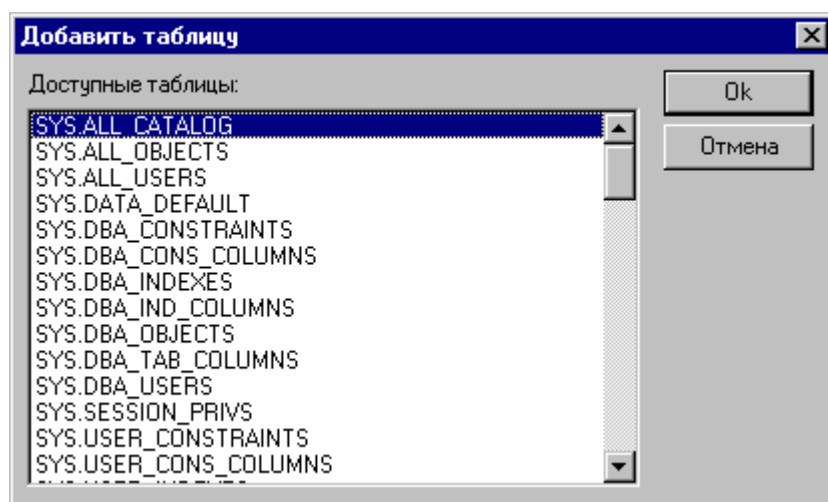 Добавить таблицу
Доступные таблицы:
Ok
Отмена
SYS.ALL_CATALOG
SYS.ALL_OBJECTS
SYS.ALL_USERS
SYS.DATA_DEFAULT
SYS.DBA_CONSTRAINTS
SYS.DBA_CONS_COLUMNS
SYS.DBA_INDEXES
SYS.DBA_IND_COLUMNS
SYS.DBA_OBJECTS
SYS.DBA_TAB_COLUMNS
SYS.DBA_USERS
SYS.SESSION_PRIVS
SYS.USER_CONSTRAINTS
SYS.USER_CONS_COLUMNS